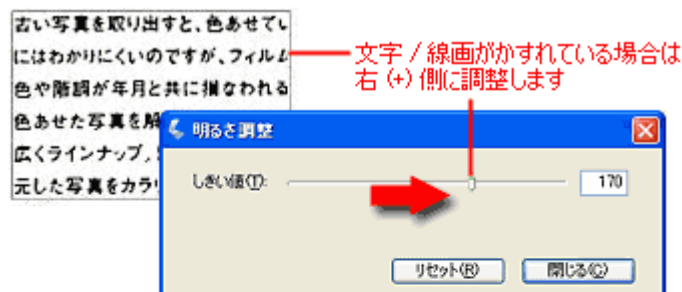 古い写真を取り出すと、色あせてい
にはわかりにくいのですが、フィルム
色や階調が年月と共に損なわれる
色あせた写真を解
広くラインナップ。
元した写真をカラリ
文字 / 線画がかすれている場合は
右 (+) 側に調整します
明るさ調整
しきい値(T):
170
リセット(R)
閉じる(C)